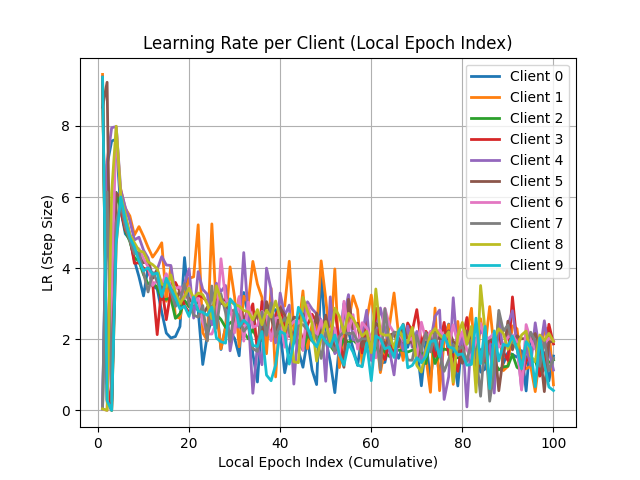 Learning Rate per Client (Local Epoch Index)
LR (Step Size)
8
6
4
2
0
0
20
40
60
80
100
Local Epoch Index (Cumulative)
Client 0
Client 1
Client 2
Client 3
Client 4
Client 5
Client 6
Client 7
Client 8
Client 9